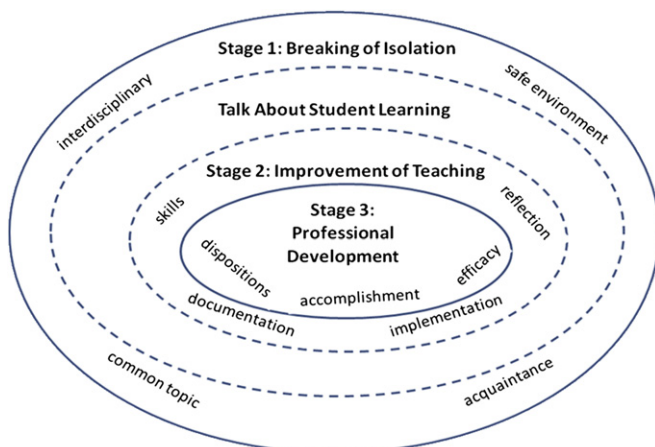 Stage 1: Breaking of Isolation
interdisciplinary
safe environment
Talk About Student Learning
Stage 2: Improvement of Teaching
skills
reflection
Stage 3:
Professional
Development
dispositions
efficacy
accomplishment
documentation
implementation
common topic
acquaintance